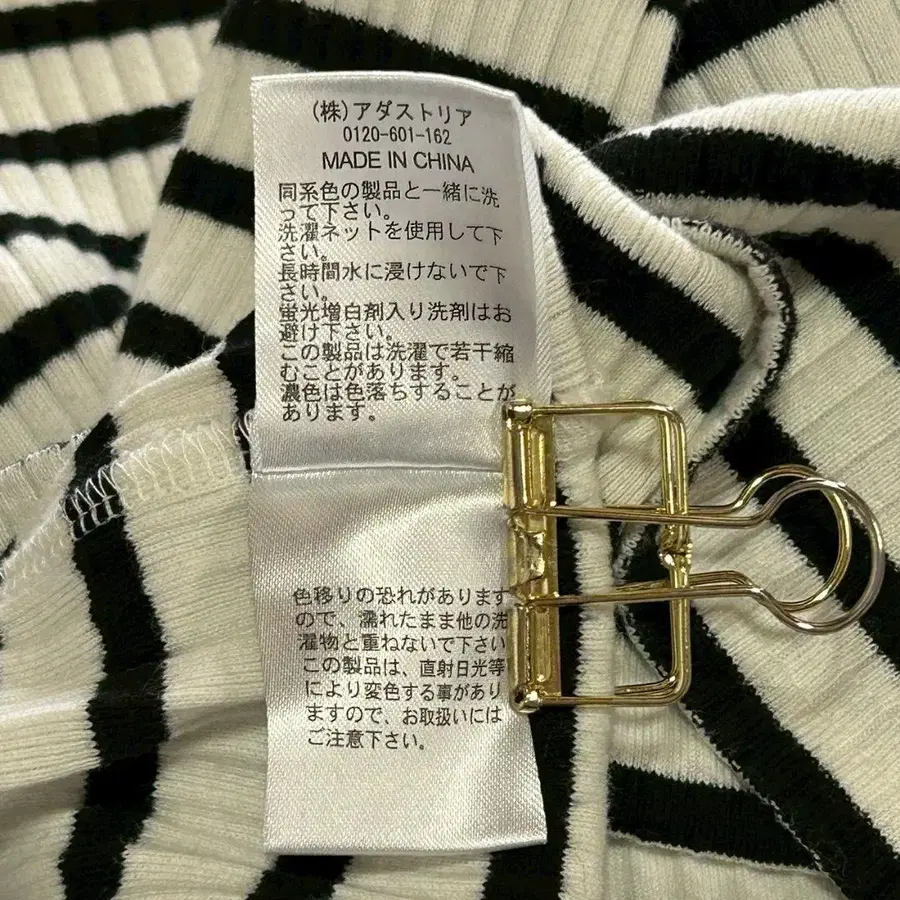 (株)アダストリア
0120-601-162
MADE IN CHINA
同系色の製品と一緒に洗
って下さい。
洗濯ネットを使用して下
さい。
長時間水に浸けないで下
さい。
蛍光増白剤入り洗剤はお
避け下さい。
この製品は洗濯で若干縮
むことがあります。
濃色は色落ちすることが
あります。
色移りの恐れがあります
ので、濡れたまま他の洗
濯物と重ねないで下さい
この製品は、直射日光等
により変色する事があり
ますので、お取扱いには
ご注意下さい。